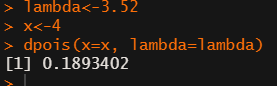 > lambda<-3.52
> x<-4
> dpois(x=x, lambda=lambda)
[1] 0.1893402
>